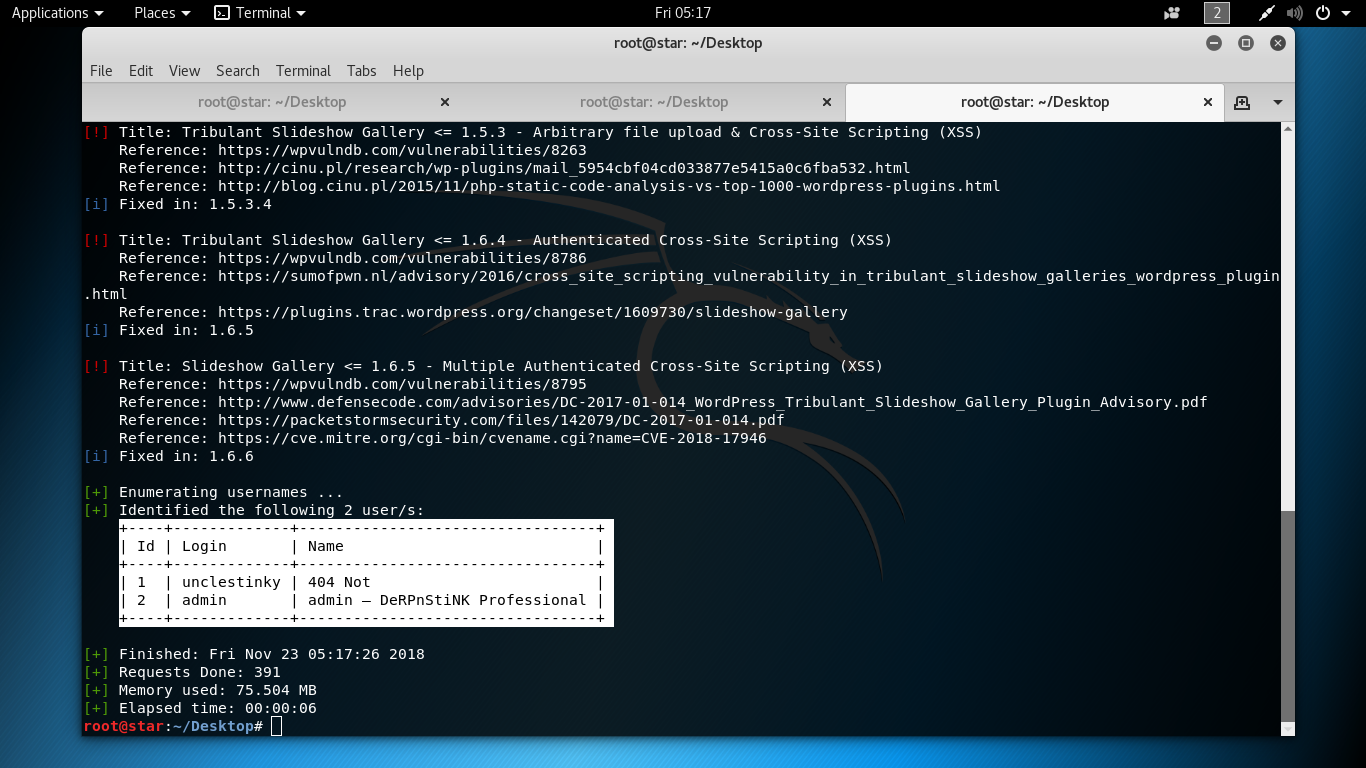 Applications Places Terminal Fri 05:17 2
root@star: ~/Desktop
File Edit View Search Terminal Tabs Help
root@star: ~/Desktop root@star: ~/Desktop root@star: ~/Desktop
[!] Title: Tribulant Slideshow Gallery <= 1.5.3 - Arbitrary file upload & Cross-Site Scripting (XSS)
    Reference: https://wpvulndb.com/vulnerabilities/8263
    Reference: http://cinu.pl/research/wp-plugins/mail_5954cbf04cd033877e5415a0c6fba532.html
    Reference: http://blog.cinu.pl/2015/11/php-static-code-analysis-vs-top-1000-wordpress-plugins.html
[i] Fixed in: 1.5.3.4

[!] Title: Tribulant Slideshow Gallery <= 1.6.4 - Authenticated Cross-Site Scripting (XSS)
    Reference: https://wpvulndb.com/vulnerabilities/8786
    Reference: https://sumofpwn.nl/advisory/2016/cross_site_scripting_vulnerability_in_tribulant_slideshow_galleries_wordpress_plugin
.html
    Reference: https://plugins.trac.wordpress.org/changeset/1609730/slideshow-gallery
[i] Fixed in: 1.6.5

[!] Title: Slideshow Gallery <= 1.6.5 - Multiple Authenticated Cross-Site Scripting (XSS)
    Reference: https://wpvulndb.com/vulnerabilities/8795
    Reference: http://www.defensecode.com/advisories/DC-2017-01-014_WordPress_Tribulant_Slideshow_Gallery_Plugin_Advisory.pdf
    Reference: https://packetstormsecurity.com/files/142079/DC-2017-01-014.pdf
    Reference: https://cve.mitre.org/cgi-bin/cvename.cgi?name=CVE-2018-17946
[i] Fixed in: 1.6.6

[+] Enumerating usernames ...
[+] Identified the following 2 user/s:
    +----+-------------+---------------------------------+
    | Id | Login       | Name                            |
    +----+-------------+---------------------------------+
    | 1  | unclestinky | 404 Not                         |
    | 2  | admin       | admin – DeRPnStiNK Professional |
    +----+-------------+---------------------------------+

[+] Finished: Fri Nov 23 05:17:26 2018
[+] Requests Done: 391
[+] Memory used: 75.504 MB
[+] Elapsed time: 00:00:06
root@star:~/Desktop#